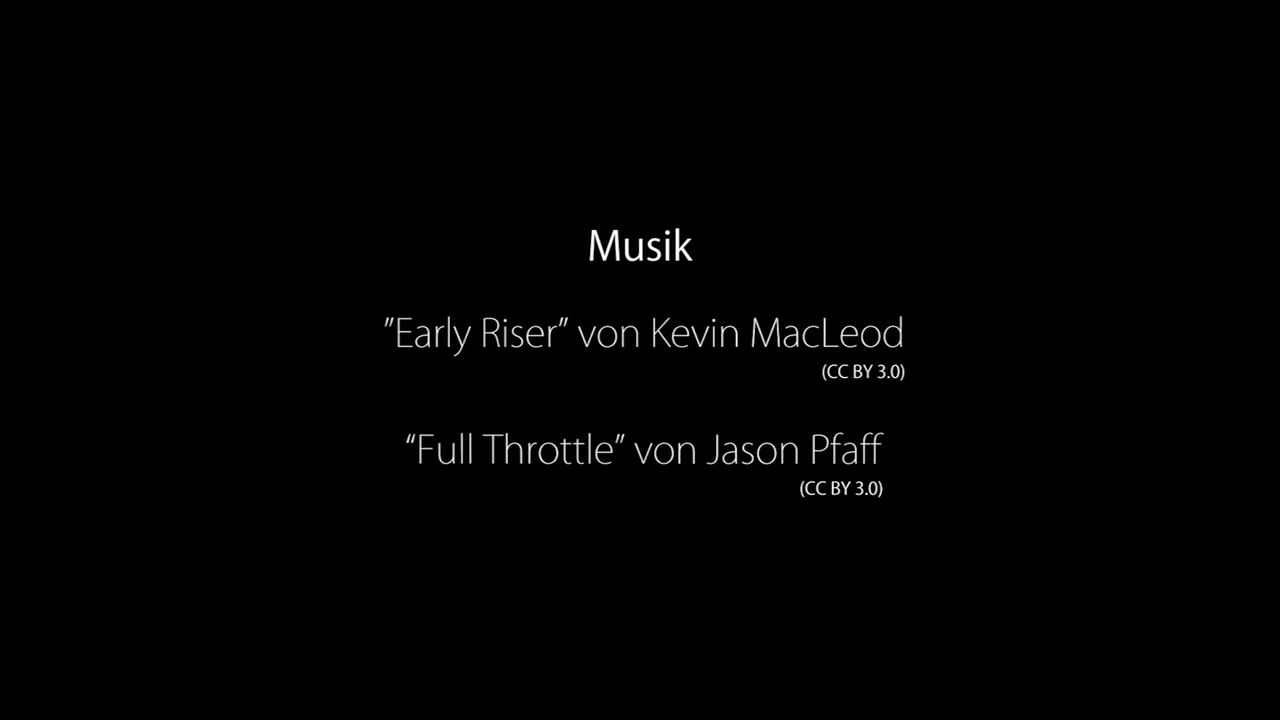 Musik
"Early Riser” von Kevin MacLeod
(CC BY 3.0)
“Full Throttle” von Jason Pfaff
(CC BY 3.0)